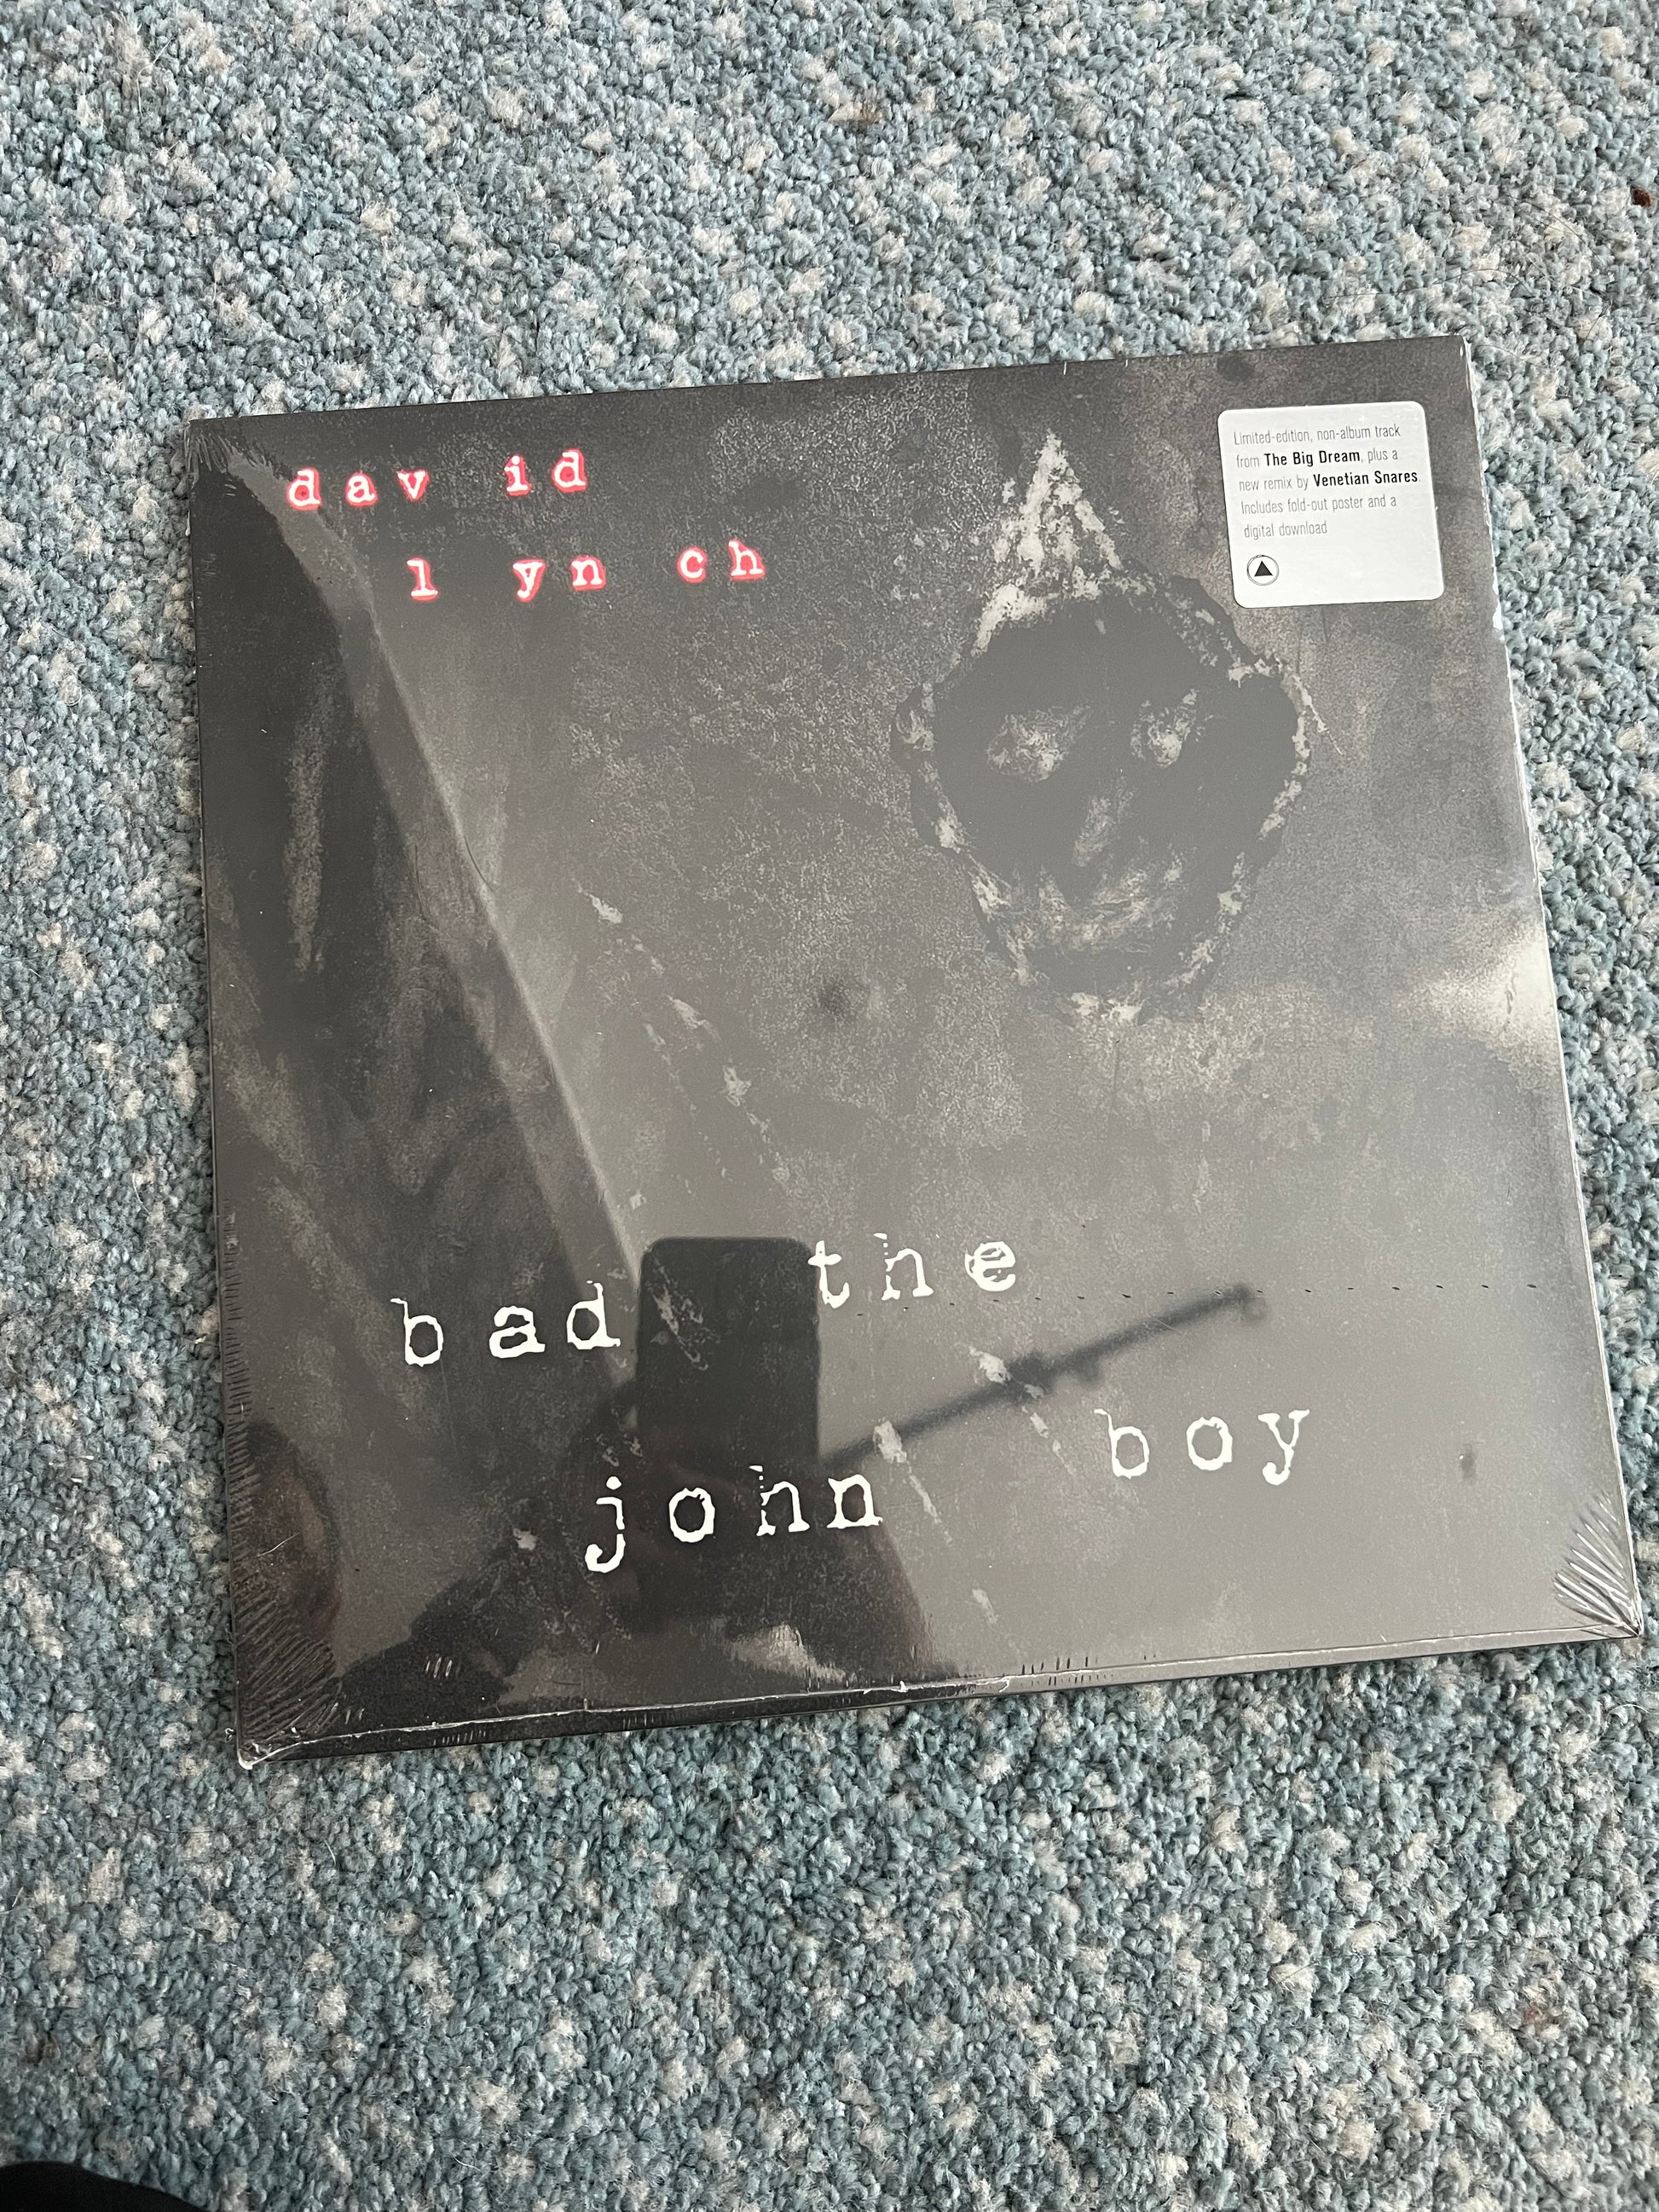 dav id
l yn ch
Limited-edition, non-album track
from The Big Dream, plus a
new remix by Venetian Snares.
Includes fold-out poster and a
digital download
bad the
john boy